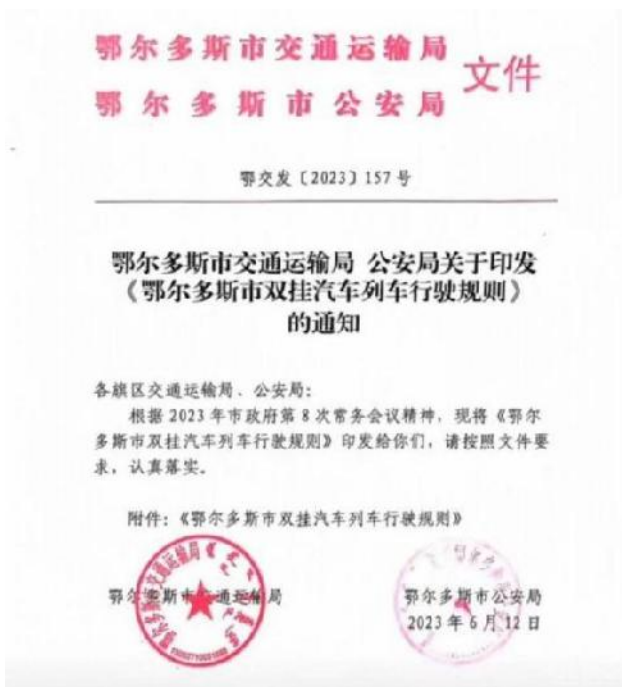 鄂尔多斯市交通运输局
鄂尔多斯市公安局
文件
鄂交发〔2023〕157号
鄂尔多斯市交通运输局 公安局关于印发
《鄂尔多斯市双挂汽车列车行驶规则》
的通知
各旗区交通运输局、公安局：
根据2023年市政府第8次常务会议精神，现将《鄂尔
多斯市双挂汽车列车行驶规则》印发给你们，请按照文件要
求，认真落实。
附件：《鄂尔多斯市双挂汽车列车行驶规则》
鄂尔多斯市交通运输局
鄂尔多斯市公安局
2023年6月12日